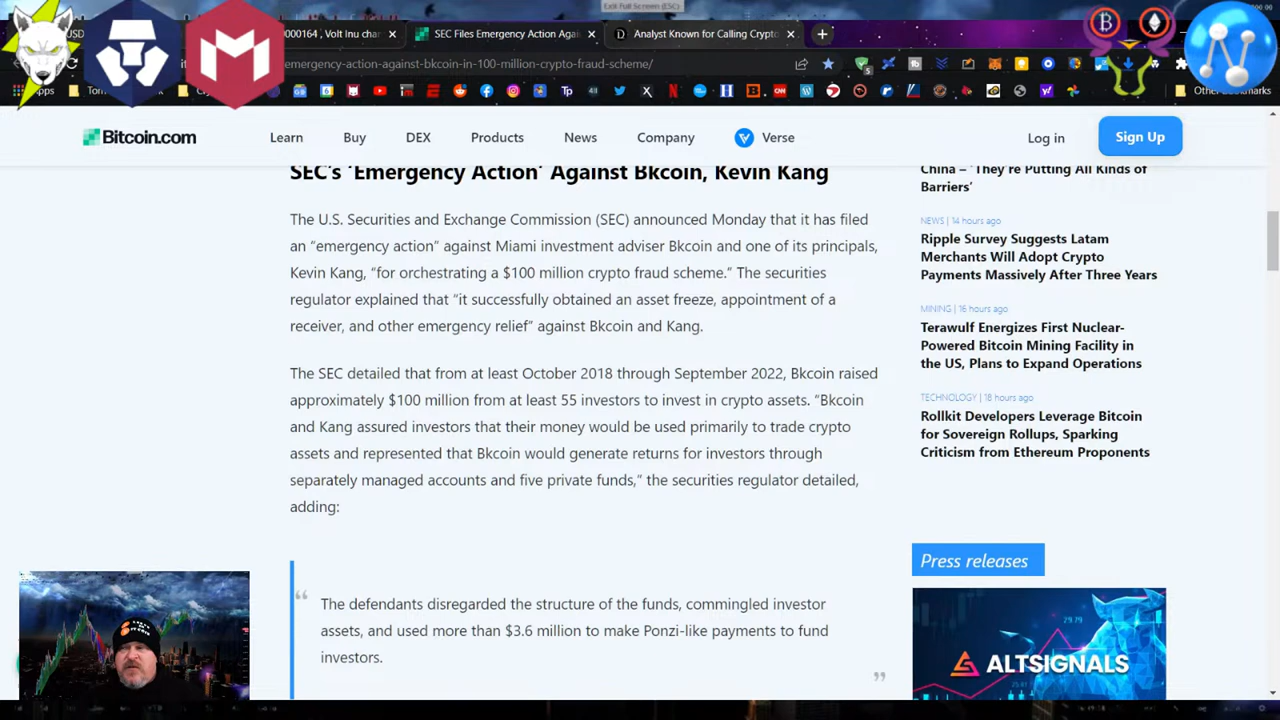 Exit Full Screen (ESC)
0000164 , Volt Inu char
SEC Files Emergency Action Agai
Analyst Known for Calling Crypto
emergency-action-against-bkcoin-in-100-million-crypto-fraud-scheme/
Other Bookmarks
Bitcoin.com
Learn
Buy
DEX
Products
News
Company
Verse
Log in
Sign Up
SEC's 'Emergency Action' Against Bkcoin, Kevin Kang
The U.S. Securities and Exchange Commission (SEC) announced Monday that it has filed
an “emergency action” against Miami investment adviser Bkcoin and one of its principals,
Kevin Kang, “for orchestrating a $100 million crypto fraud scheme.” The securities
regulator explained that “it successfully obtained an asset freeze, appointment of a
receiver, and other emergency relief” against Bkcoin and Kang.
The SEC detailed that from at least October 2018 through September 2022, Bkcoin raised
approximately $100 million from at least 55 investors to invest in crypto assets. “Bkcoin
and Kang assured investors that their money would be used primarily to trade crypto
assets and represented that Bkcoin would generate returns for investors through
separately managed accounts and five private funds,” the securities regulator detailed,
adding:
The defendants disregarded the structure of the funds, commingled investor
assets, and used more than $3.6 million to make Ponzi-like payments to fund
investors.
China – 'They're Putting All Kinds of
Barriers'
NEWS | 14 hours ago
Ripple Survey Suggests Latam
Merchants Will Adopt Crypto
Payments Massively After Three Years
MINING | 16 hours ago
Terawulf Energizes First Nuclear-
Powered Bitcoin Mining Facility in
the US, Plans to Expand Operations
TECHNOLOGY | 18 hours ago
Rollkit Developers Leverage Bitcoin
for Sovereign Rollups, Sparking
Criticism from Ethereum Proponents
Press releases
29.79
ALTSIGNALS